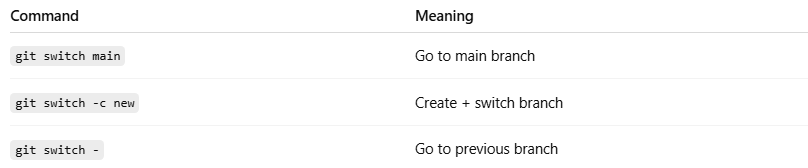 Command Meaning
git switch main Go to main branch
git switch -c new Create + switch branch
git switch - Go to previous branch